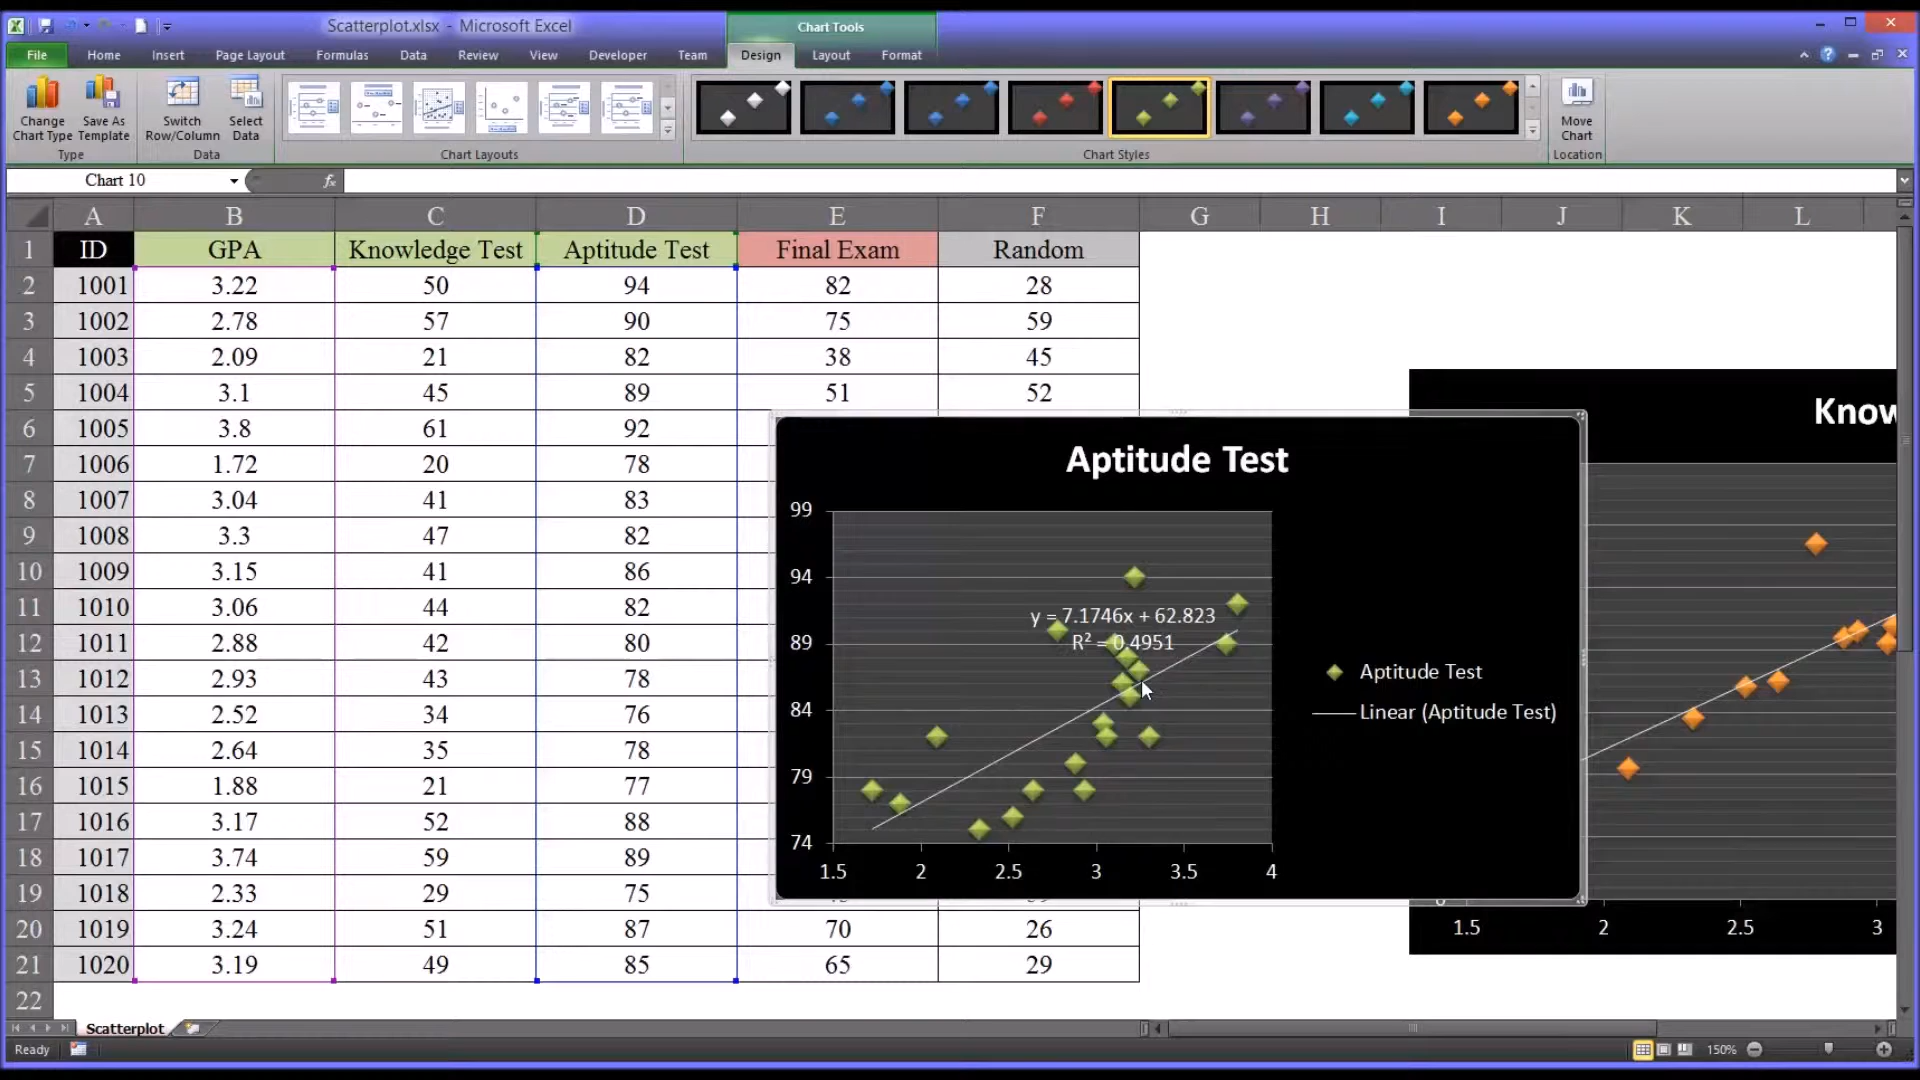 Scatterplot.xlsx - Microsoft Excel
Chart Tools
File Home Insert Page Layout Formulas Data Review View Developer Team Design Layout Format
Change Chart Type
Save As Template
Switch Row/Column
Select Data
Move Chart
Type Data Chart Layouts Chart Styles Location
Chart 10 fx
A B C D E F G H I J K L
1 ID GPA Knowledge Test Aptitude Test Final Exam Random
2 1001 3.22 50 94 82 28
3 1002 2.78 57 90 75 59
4 1003 2.09 21 82 38 45
5 1004 3.1 45 89 51 52
6 1005 3.8 61 92
7 1006 1.72 20 78
8 1007 3.04 41 83
9 1008 3.3 47 82
10 1009 3.15 41 86
11 1010 3.06 44 82
12 1011 2.88 42 80
13 1012 2.93 43 78
14 1013 2.52 34 76
15 1014 2.64 35 78
16 1015 1.88 21 77
17 1016 3.17 52 88
18 1017 3.74 59 89
19 1018 2.33 29 75
20 1019 3.24 51 87 70 26
21 1020 3.19 49 85 65 29
22
Aptitude Test
99
94
89
84
79
74
1.5 2 2.5 3 3.5 4
y = 7.1746x + 62.823
R² = 0.4951
Aptitude Test
Linear (Aptitude Test)
Know
0
1.5 2 2.5 3
Scatterplot
Ready 150%